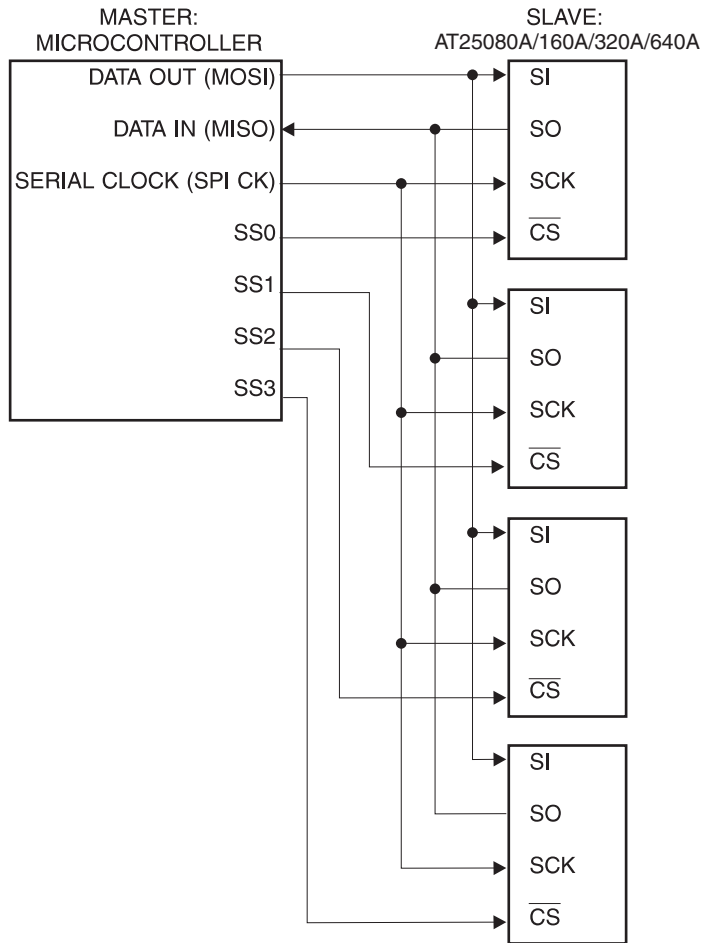 MASTER:
MICROCONTROLLER
SLAVE:
AT25080A/160A/320A/640A
DATA OUT (MOSI)
DATA IN (MISO)
SERIAL CLOCK (SPI CK)
SS0
SS1
SS2
SS3
SI
SO
SCK
CS
SI
SO
SCK
CS
SI
SO
SCK
CS
SI
SO
SCK
CS